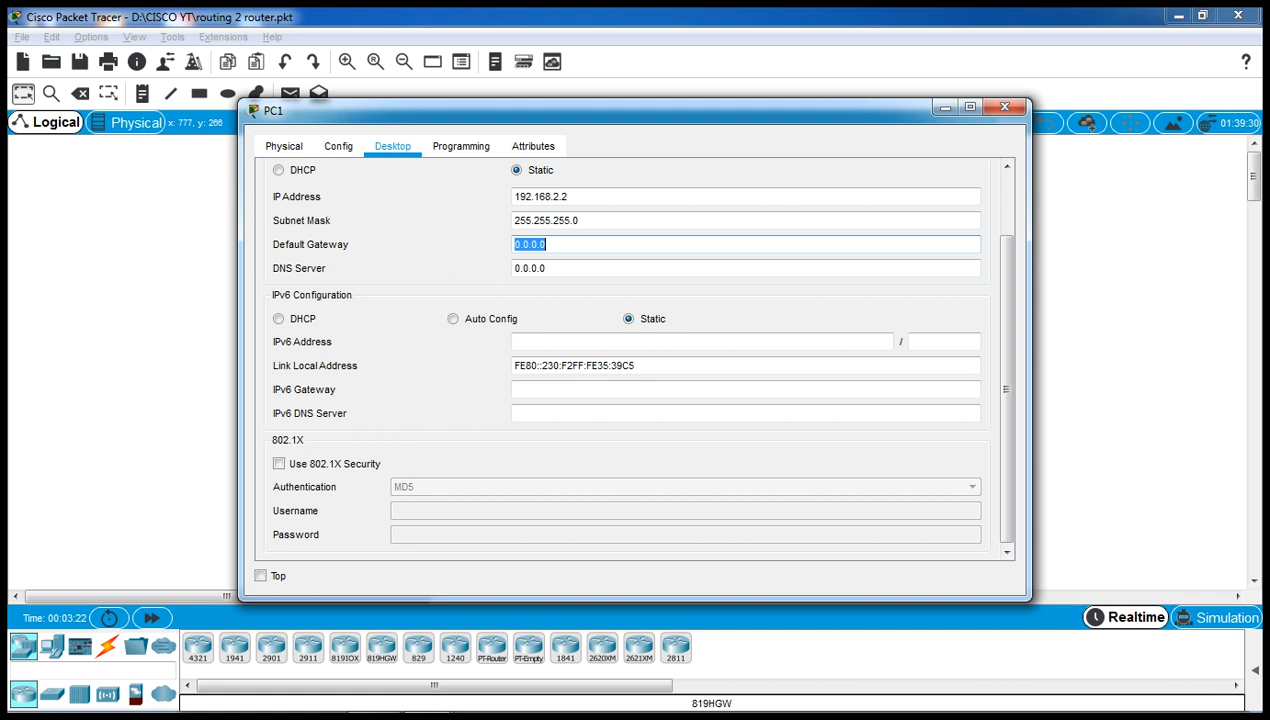 Cisco Packet Tracer - D:\CISCO YT\routing 2 router.pkt
File Edit Options View Tools Extensions Help
?
Logical Physical x: 777, y: 266 01:39:30
PC1
Physical Config Desktop Programming Attributes
DHCP Static
IP Address 192.168.2.2
Subnet Mask 255.255.255.0
Default Gateway 0.0.0.0
DNS Server 0.0.0.0
IPv6 Configuration
DHCP Auto Config Static
IPv6 Address /
Link Local Address FE80::230:F2FF:FE35:39C5
IPv6 Gateway
IPv6 DNS Server
802.1X
Use 802.1X Security
Authentication MD5
Username
Password
Top
Time: 00:03:22 Realtime Simulation
4321 1941 2901 2911 819IOX 819HGW 829 1240 PT-Router PT-Empty 1841 2620XM 2621XM 2811
819HGW